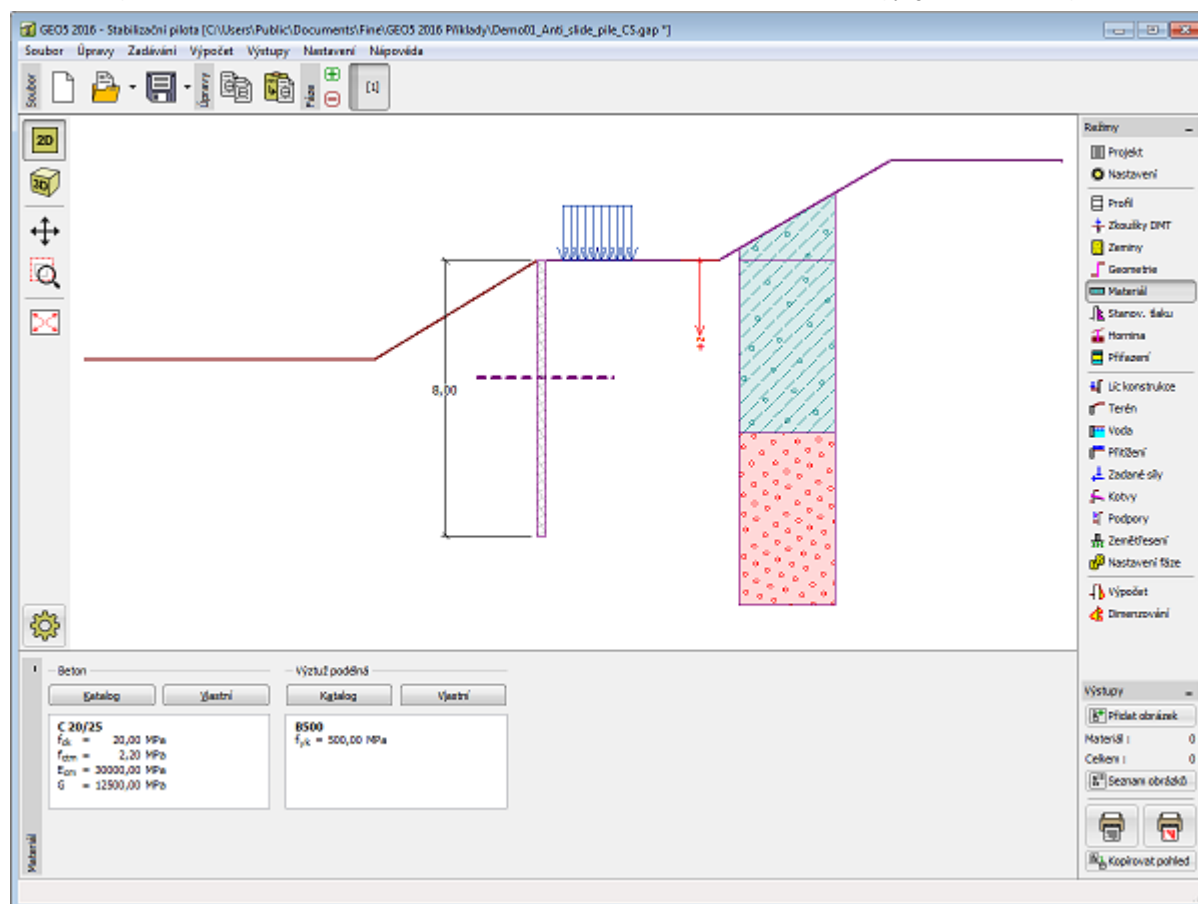 GEO5 2016 - Stabilizační pilota [C:\Users\Public\Documents\Fine\GEO5 2016 Příklady\Demo01_Anti_slide_pile_CS.gap *]
Soubor Úpravy Zadávání Výpočet Výstupy Nastavení Nápověda
Soubor
Úpravy
Fáze
[1]
2D
3D
8,00
+z
Režimy
Projekt
Nastavení
Profil
Zkoušky DMT
Zeminy
Geometrie
Materiál
Stanov. tlaku
Hornina
Přiřazení
Líc konstrukce
Terén
Voda
Přitížení
Zadané síly
Kotvy
Podpory
Zemětřesení
Nastavení fáze
Výpočet
Dimenzování
Materiál
Beton
Katalog Vlastní
C 20/25
fck = 20,00 MPa
fctm = 2,20 MPa
Ecm = 30000,00 MPa
G = 12500,00 MPa
Výztuž podélná
Katalog Vlastní
B500
fyk = 500,00 MPa
Výstupy
Přidat obrázek
Materiál : 0
Celkem : 0
Seznam obrázků
Kopírovat pohled